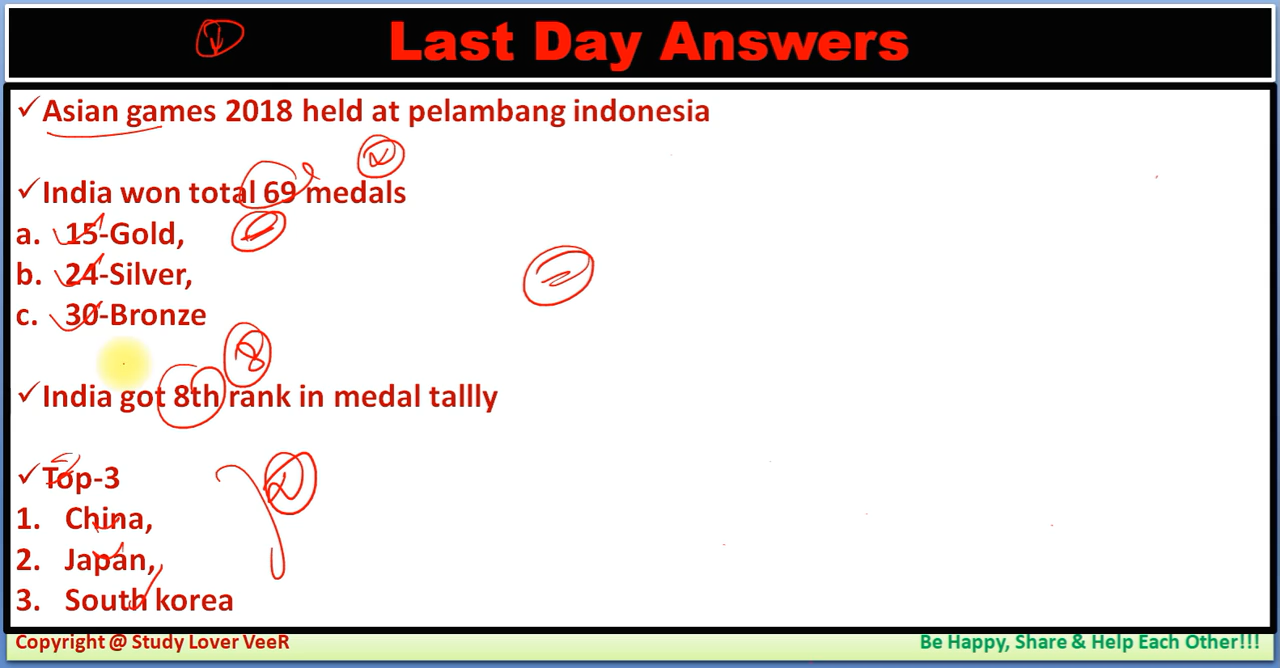 Last Day Answers
✓Asian games 2018 held at pelambang indonesia
✓India won total 69 medals
a. 15-Gold,
b. 24-Silver,
c. 30-Bronze
✓India got 8th rank in medal tallly
✓Top-3
1. China,
2. Japan,
3. South korea
Copyright @ Study Lover VeeR
Be Happy, Share & Help Each Other!!!